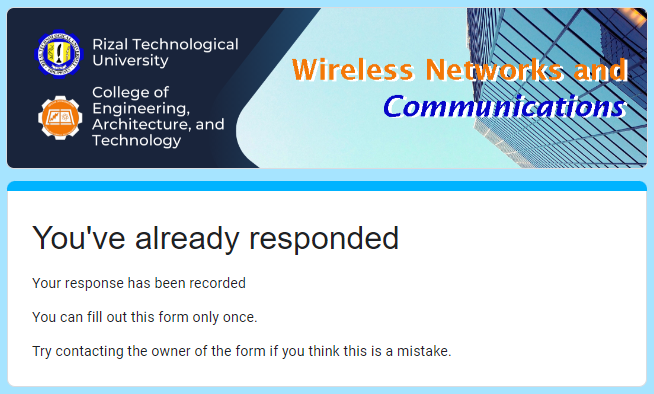 Rizal Technological
University
College of
Engineering,
Architecture, and
Technology
Wireless Networks and
Communications
You've already responded
Your response has been recorded
You can fill out this form only once.
Try contacting the owner of the form if you think this is a mistake.